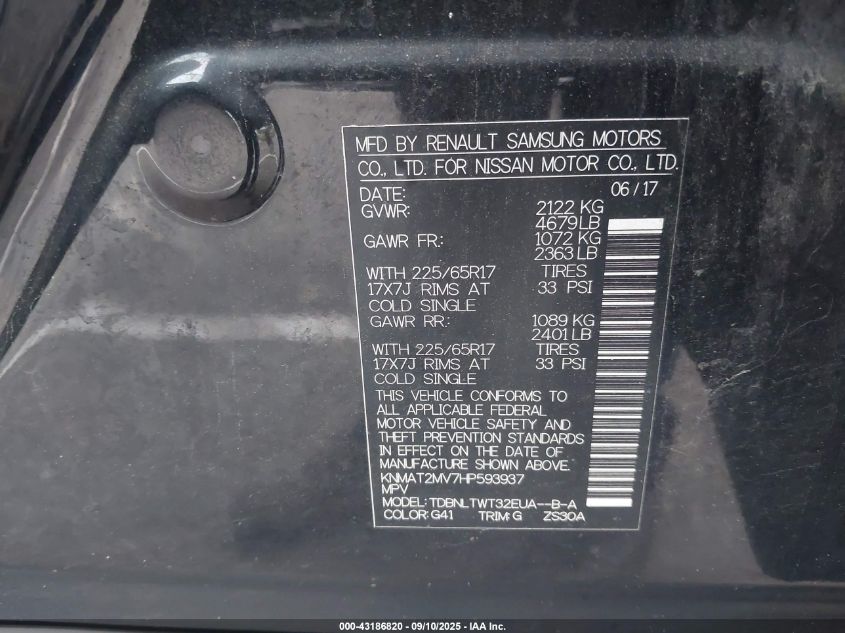 MFD BY RENAULT SAMSUNG MOTORS
CO., LTD. FOR NISSAN MOTOR CO., LTD.
DATE: 06/17
GVWR: 2122 KG
4679 LB
GAWR FR.: 1072 KG
2363 LB
WITH 225/65R17 TIRES
17X7J RIMS AT 33 PSI
COLD SINGLE
GAWR RR.: 1089 KG
2401 LB
WITH 225/65R17 TIRES
17X7J RIMS AT 33 PSI
COLD SINGLE
THIS VEHICLE CONFORMS TO
ALL APPLICABLE FEDERAL
MOTOR VEHICLE SAFETY AND
THEFT PREVENTION STANDARDS
IN EFFECT ON THE DATE OF
MANUFACTURE SHOWN ABOVE.
KNMAT2MV7HP593937
MPV
MODEL: TDBNLTWT32EUA--B-A
COLOR: G41 TRIM: G ZS30A
000-43186820 - 09/10/2025 - IAA Inc.